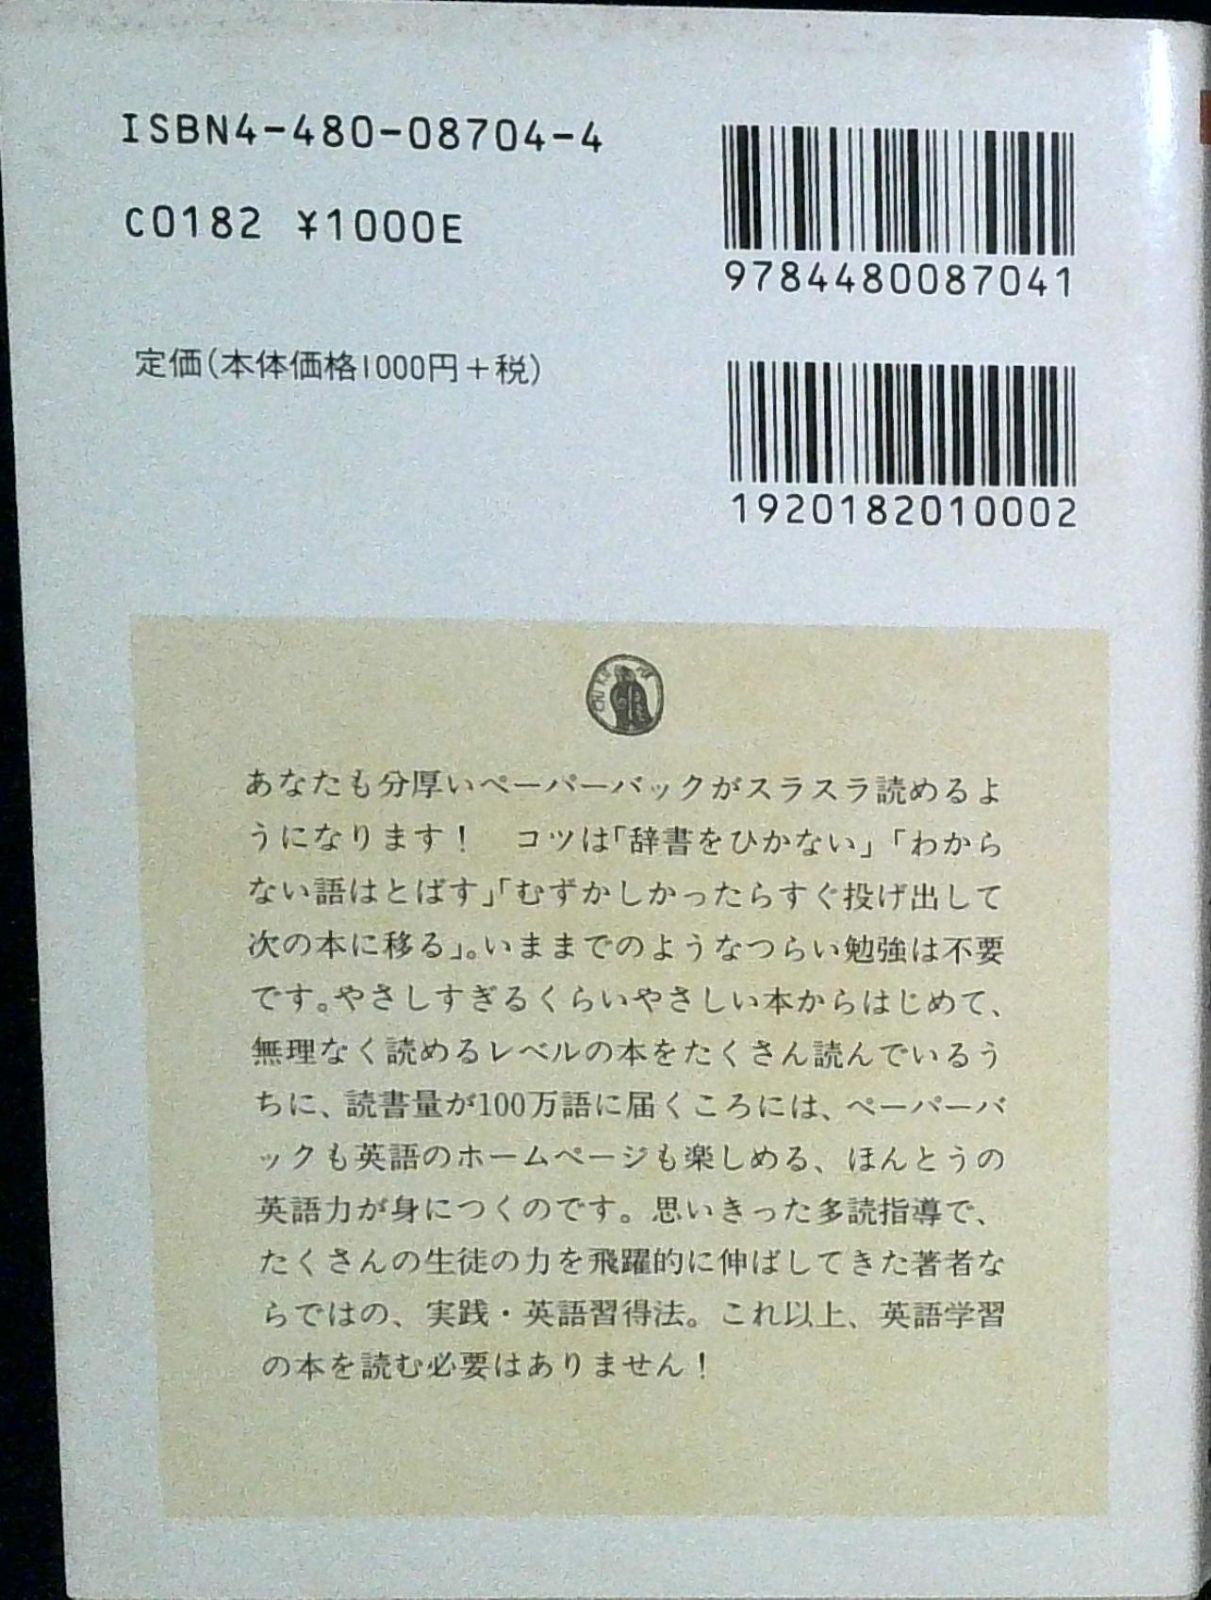 ISBN4-480-08704-4
C0182 ¥1000E
定価(本体価格1000円+税)
9784480087041
1920182010002
あなたも分厚いペーパーバックがスラスラ読めるよ
うになります! コツは「辞書をひかない」「わから
ない語はとばす」「むずかしかったらすぐ投げ出して
次の本に移る」。いままでのようなつらい勉強は不要
です。やさしすぎるくらいやさしい本からはじめて、
無理なく読めるレベルの本をたくさん読んでいるう
ちに、読書量が100万語に届くころには、ペーパーバ
ックも英語のホームページも楽しめる、ほんとうの
英語力が身につくのです。思いきった多読指導で、
たくさんの生徒の力を飛躍的に伸ばしてきた著者な
らではの、実践・英語習得法。これ以上、英語学習
の本を読む必要はありません!